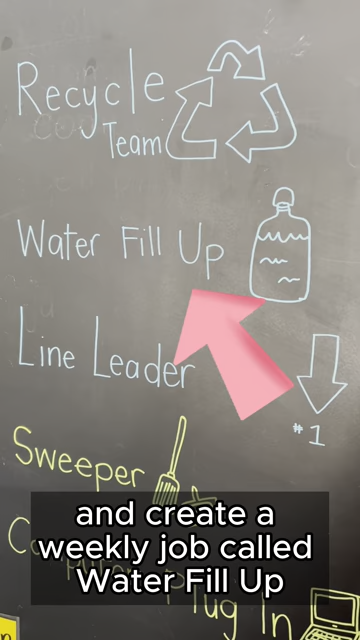 Recycle
Team
Water Fill Up
Line Leader
#1
Sweeper
and create a
weekly job called
Water Fill Up
Plug In